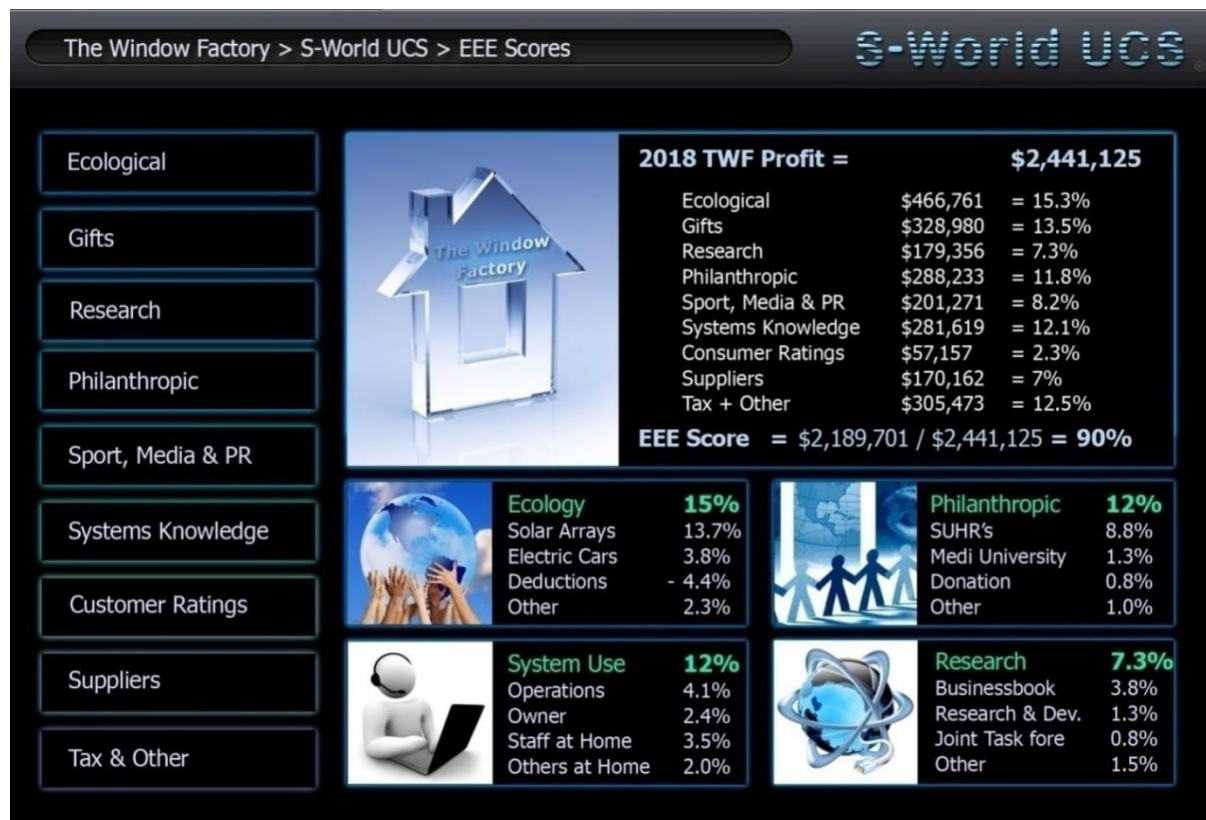 The Window Factory > S-World UCS > EEE Scores
S-World UCS
Ecological
Gifts
Research
Philanthropic
Sport, Media & PR
Systems Knowledge
Customer Ratings
Suppliers
Tax & Other
The Window
Factory
2018 TWF Profit = $2,441,125
Ecological $466,761 = 15.3%
Gifts $328,980 = 13.5%
Research $179,356 = 7.3%
Philanthropic $288,233 = 11.8%
Sport, Media & PR $201,271 = 8.2%
Systems Knowledge $281,619 = 12.1%
Consumer Ratings $57,157 = 2.3%
Suppliers $170,162 = 7%
Tax + Other $305,473 = 12.5%
EEE Score = $2,189,701 / $2,441,125 = 90%
Ecology 15%
Solar Arrays 13.7%
Electric Cars 3.8%
Deductions - 4.4%
Other 2.3%
Philanthropic 12%
SUHR's 8.8%
Medi University 1.3%
Donation 0.8%
Other 1.0%
System Use 12%
Operations 4.1%
Owner 2.4%
Staff at Home 3.5%
Others at Home 2.0%
Research 7.3%
Businessbook 3.8%
Research & Dev. 1.3%
Joint Task fore 0.8%
Other 1.5%